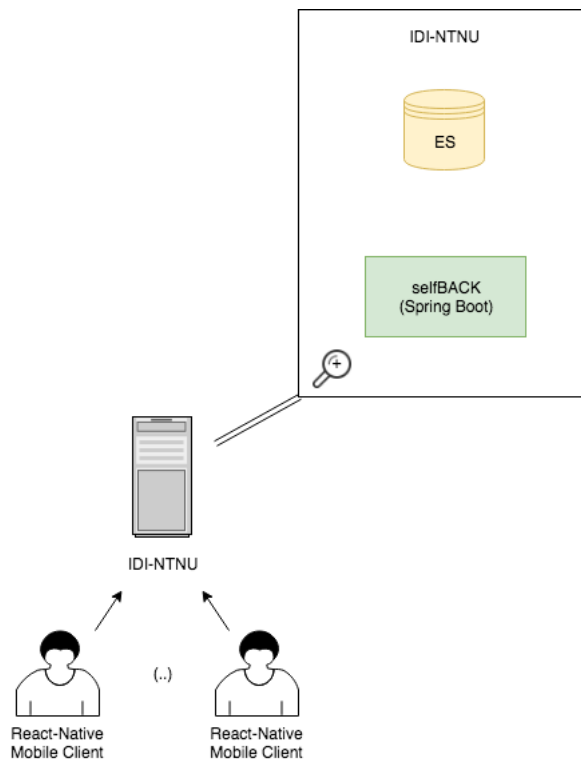 IDI-NTNU
ES
selfBACK
(Spring Boot)
IDI-NTNU
(..)
React-Native
Mobile Client
React-Native
Mobile Client